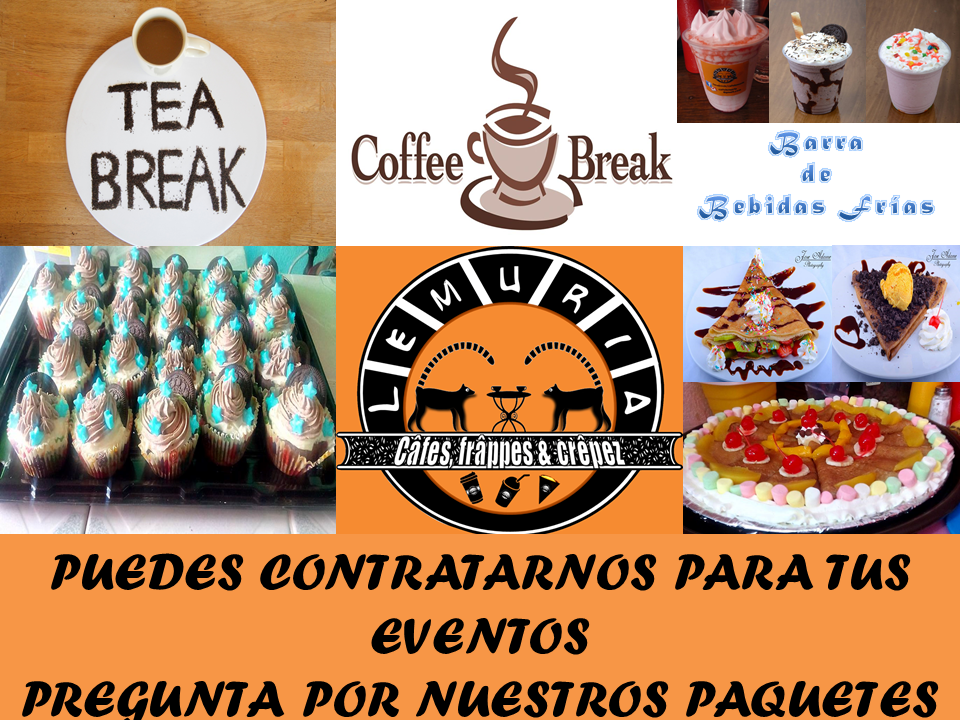 TEA
BREAK
Coffee Break
Barra
de
Bebidas Frías
LEMURIA
Câfes, frâppes & crêpez
PUEDES CONTRATARNOS PARA TUS
EVENTOS
PREGUNTA POR NUESTROS PAQUETES